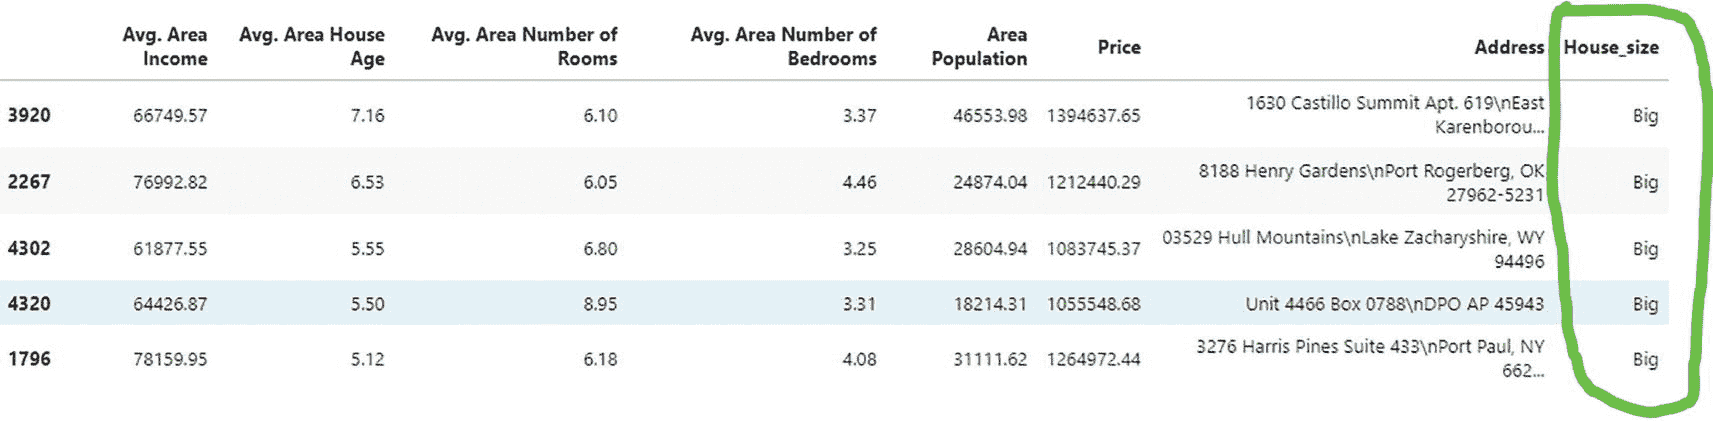 Avg. Area Income Avg. Area House Age Avg. Area Number of Rooms Avg. Area Number of Bedrooms Area Population Price Address House_size
3920 66749.57 7.16 6.10 3.37 46553.98 1394637.65 1630 Castillo Summit Apt. 619\nEast Karenborou... Big
2267 76992.82 6.53 6.05 4.46 24874.04 1212440.29 8188 Henry Gardens\nPort Rogerberg, OK 27962-5231 Big
4302 61877.55 5.55 6.80 3.25 28604.94 1083745.37 03529 Hull Mountains\nLake Zacharyshire, WY 94496 Big
4320 64426.87 5.50 8.95 3.31 18214.31 1055548.68 Unit 4466 Box 0788\nDPO AP 45943 Big
1796 78159.95 5.12 6.18 4.08 31111.62 1264972.44 3276 Harris Pines Suite 433\nPort Paul, NY 662... Big